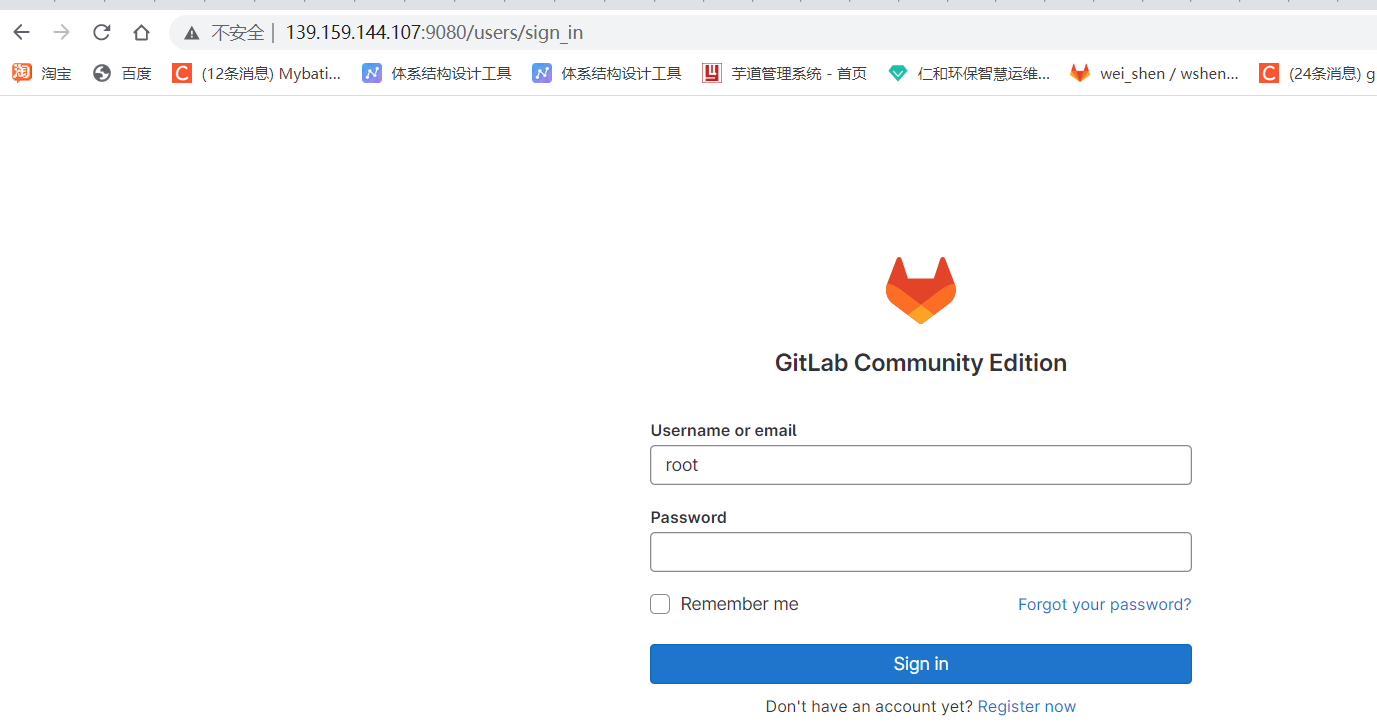 不安全 | 139.159.144.107:9080/users/sign_in
淘 淘宝 百度 C (12条消息) Mybati... 体系结构设计工具 体系结构设计工具 芋道管理系统 - 首页 仁和环保智慧运维... wei_shen / wshen... C (24条消息) g
GitLab Community Edition
Username or email
root
Password
Remember me Forgot your password?
Sign in
Don't have an account yet? Register now